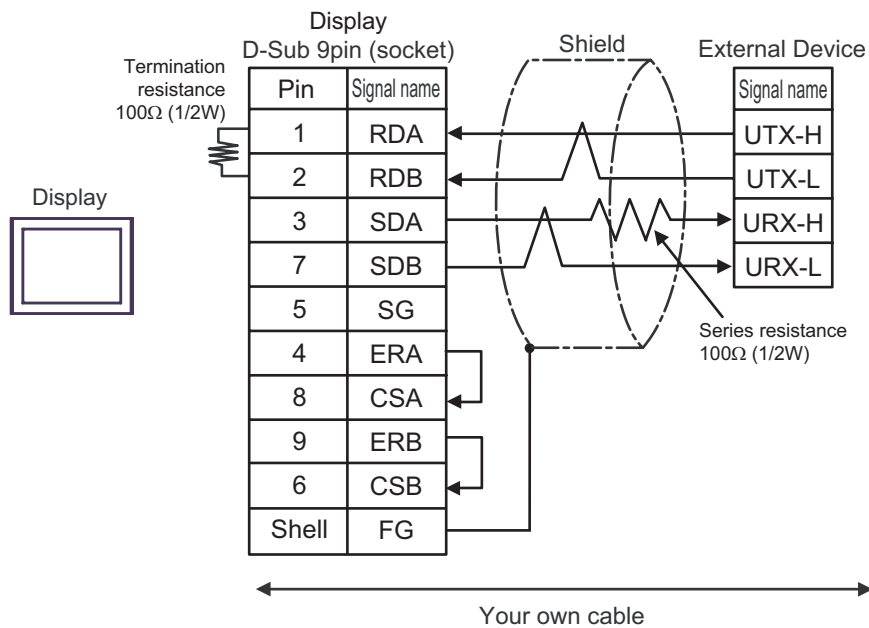 Display
D-Sub 9pin (socket)
Shield
External Device
Termination
resistance
100Ω (1/2W)
Pin Signal name
Signal name
1 RDA
UTX-H
2 RDB
UTX-L
Display
3 SDA
URX-H
7 SDB
URX-L
5 SG
Series resistance
100Ω (1/2W)
4 ERA
8 CSA
9 ERB
6 CSB
Shell FG
Your own cable